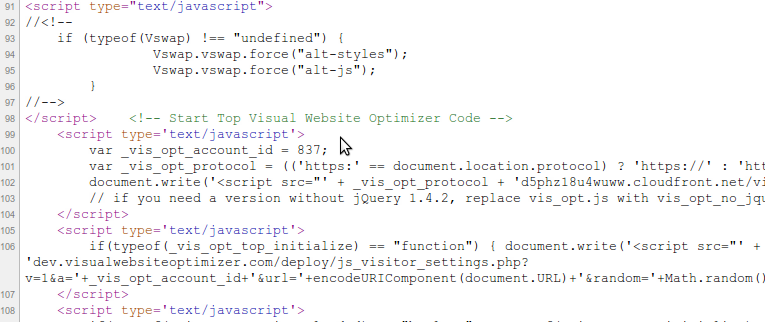 91 <script type="text/javascript">
92 //<!--
93 if (typeof(Vswap) !== "undefined") {
94 Vswap.vswap.force("alt-styles");
95 Vswap.vswap.force("alt-js");
96 }
97 //-->
98 </script> <!-- Start Top Visual Website Optimizer Code -->
99 <script type='text/javascript'>
100 var _vis_opt_account_id = 837;
101 var _vis_opt_protocol = (('https:' == document.location.protocol) ? 'https://' : 'htt
102 document.write('<script src="' + _vis_opt_protocol + 'd5phz18u4wuww.cloudfront.net/vi
103 // if you need a version without jQuery 1.4.2, replace vis_opt.js with vis_opt_no_jqu
104 </script>
105 <script type='text/javascript'>
106 if(typeof(_vis_opt_top_initialize) == "function") { document.write('<script src="' +
'dev.visualwebsiteoptimizer.com/deploy/js_visitor_settings.php?
v=1&a='+_vis_opt_account_id+'&url='+encodeURIComponent(document.URL)+'&random='+Math.random()
107 </script>
108 <script type='text/javascript'>